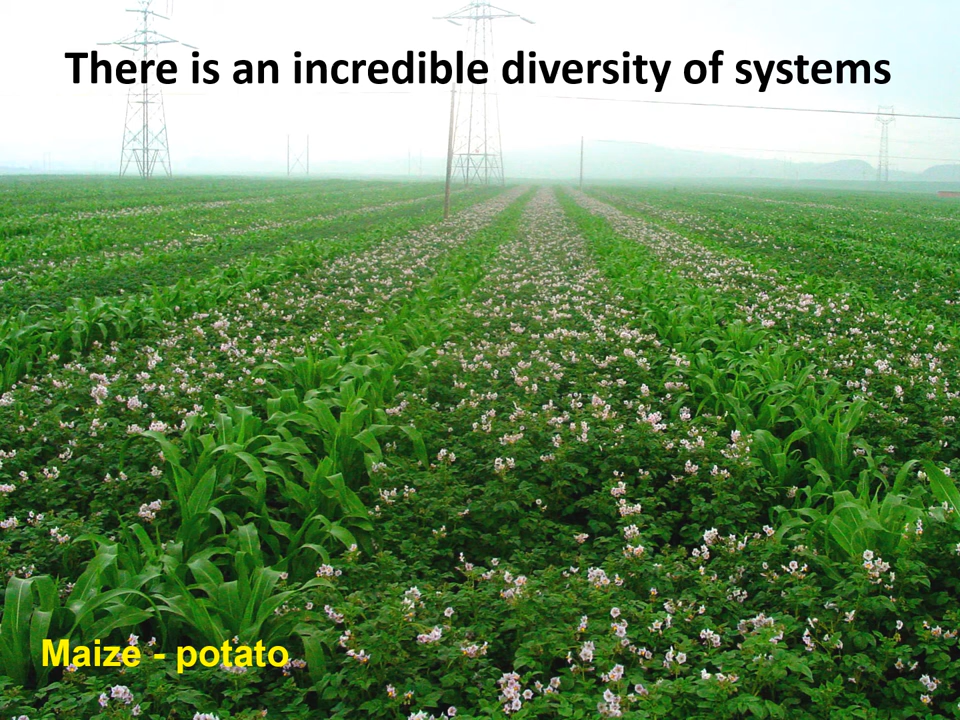 There is an incredible diversity of systems
Maize - potato